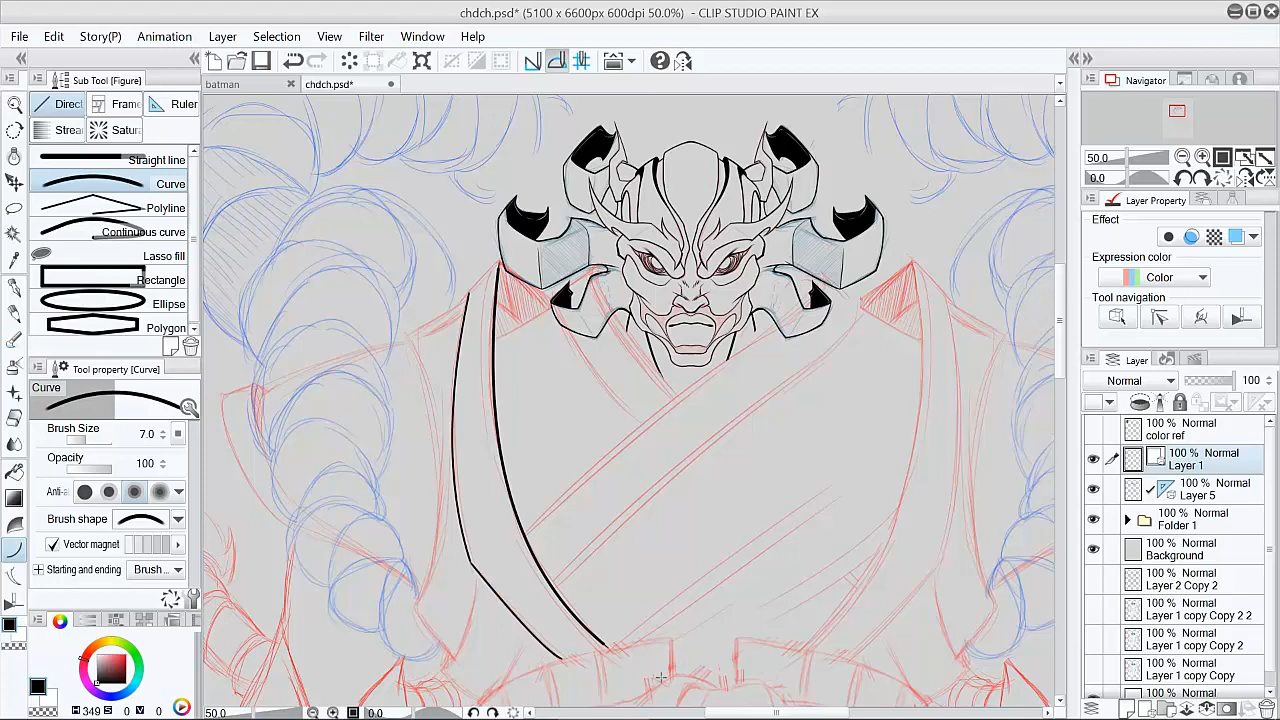 chdch.psd* (5100 x 6600px 600dpi 50.0%)  - CLIP STUDIO PAINT EX
File Edit Story(P) Animation Layer Selection View Filter Window Help
Sub Tool [Figure]
batman
chdch.psd*
Navigator
Direct Frame Ruler
Strea Satura
Straight line
Curve
Polyline
Continuous curve
Lasso fill
Rectangle
Ellipse
Polygon
Tool property [Curve]
Curve
Brush Size 7.0
Opacity 100
Anti-a
Brush shape
Vector magnet
Starting and ending Brush...
H 349 S 0 V 0
50.0 0.0
50.0
0.0
Layer Property
Effect
Expression color
Color
Tool navigation
Layer
Normal 100
100 % Normal
color ref
100 % Normal
Layer 1
100 % Normal
Layer 5
100 % Normal
Folder 1
100 % Normal
Background
100 % Normal
Layer 2 Copy 2
100 % Normal
Layer 1 copy Copy 2 2
100 % Normal
Layer 1 copy Copy 2
100 % Normal
Layer 1 copy Copy
100 % Normal